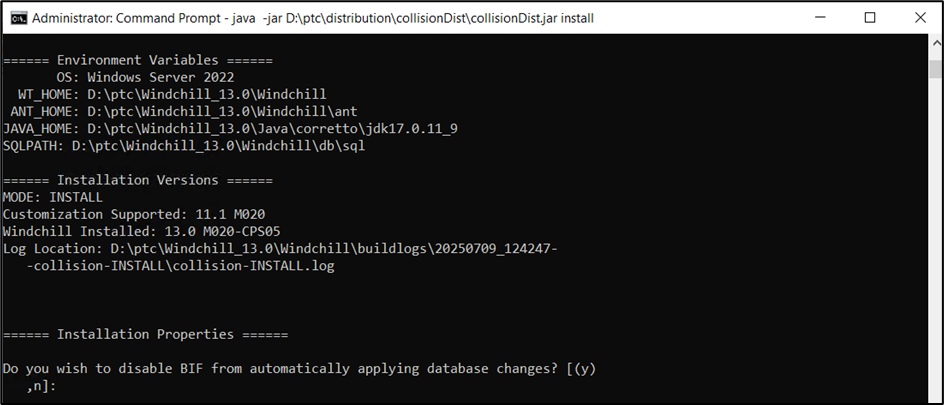 Administrator: Command Prompt - java  -jar D:\ptc\distribution\collisionDist\collisionDist.jar install
====== Environment Variables ======
OS: Windows Server 2022
WT_HOME: D:\ptc\Windchill_13.0\Windchill
ANT_HOME: D:\ptc\Windchill_13.0\Windchill\ant
JAVA_HOME: D:\ptc\Windchill_13.0\Java\corretto\jdk17.0.11_9
SQLPATH: D:\ptc\Windchill_13.0\Windchill\db\sql
====== Installation Versions ======
MODE: INSTALL
Customization Supported: 11.1 M020
Windchill Installed: 13.0 M020-CPS05
Log Location: D:\ptc\Windchill_13.0\Windchill\buildlogs\20250709_124247-
-collision-INSTALL\collision-INSTALL.log
====== Installation Properties ======
Do you wish to disable BIF from automatically applying database changes? [(y)
,n]: